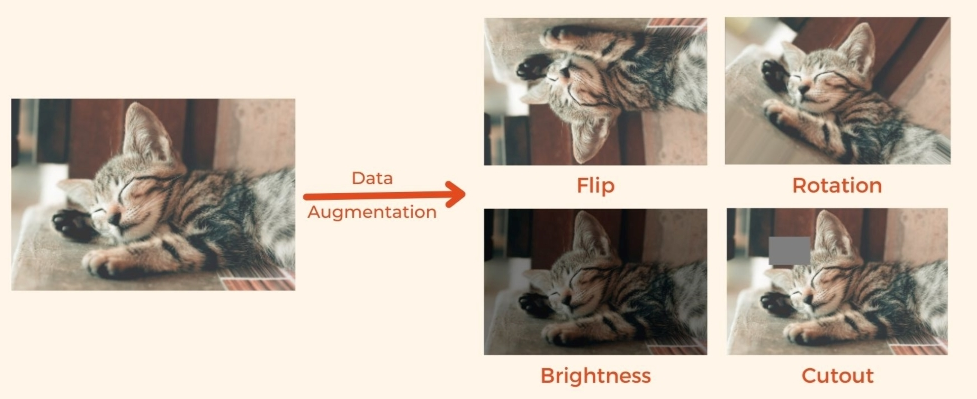 Data
Augmentation
Flip
Rotation
Brightness
Cutout